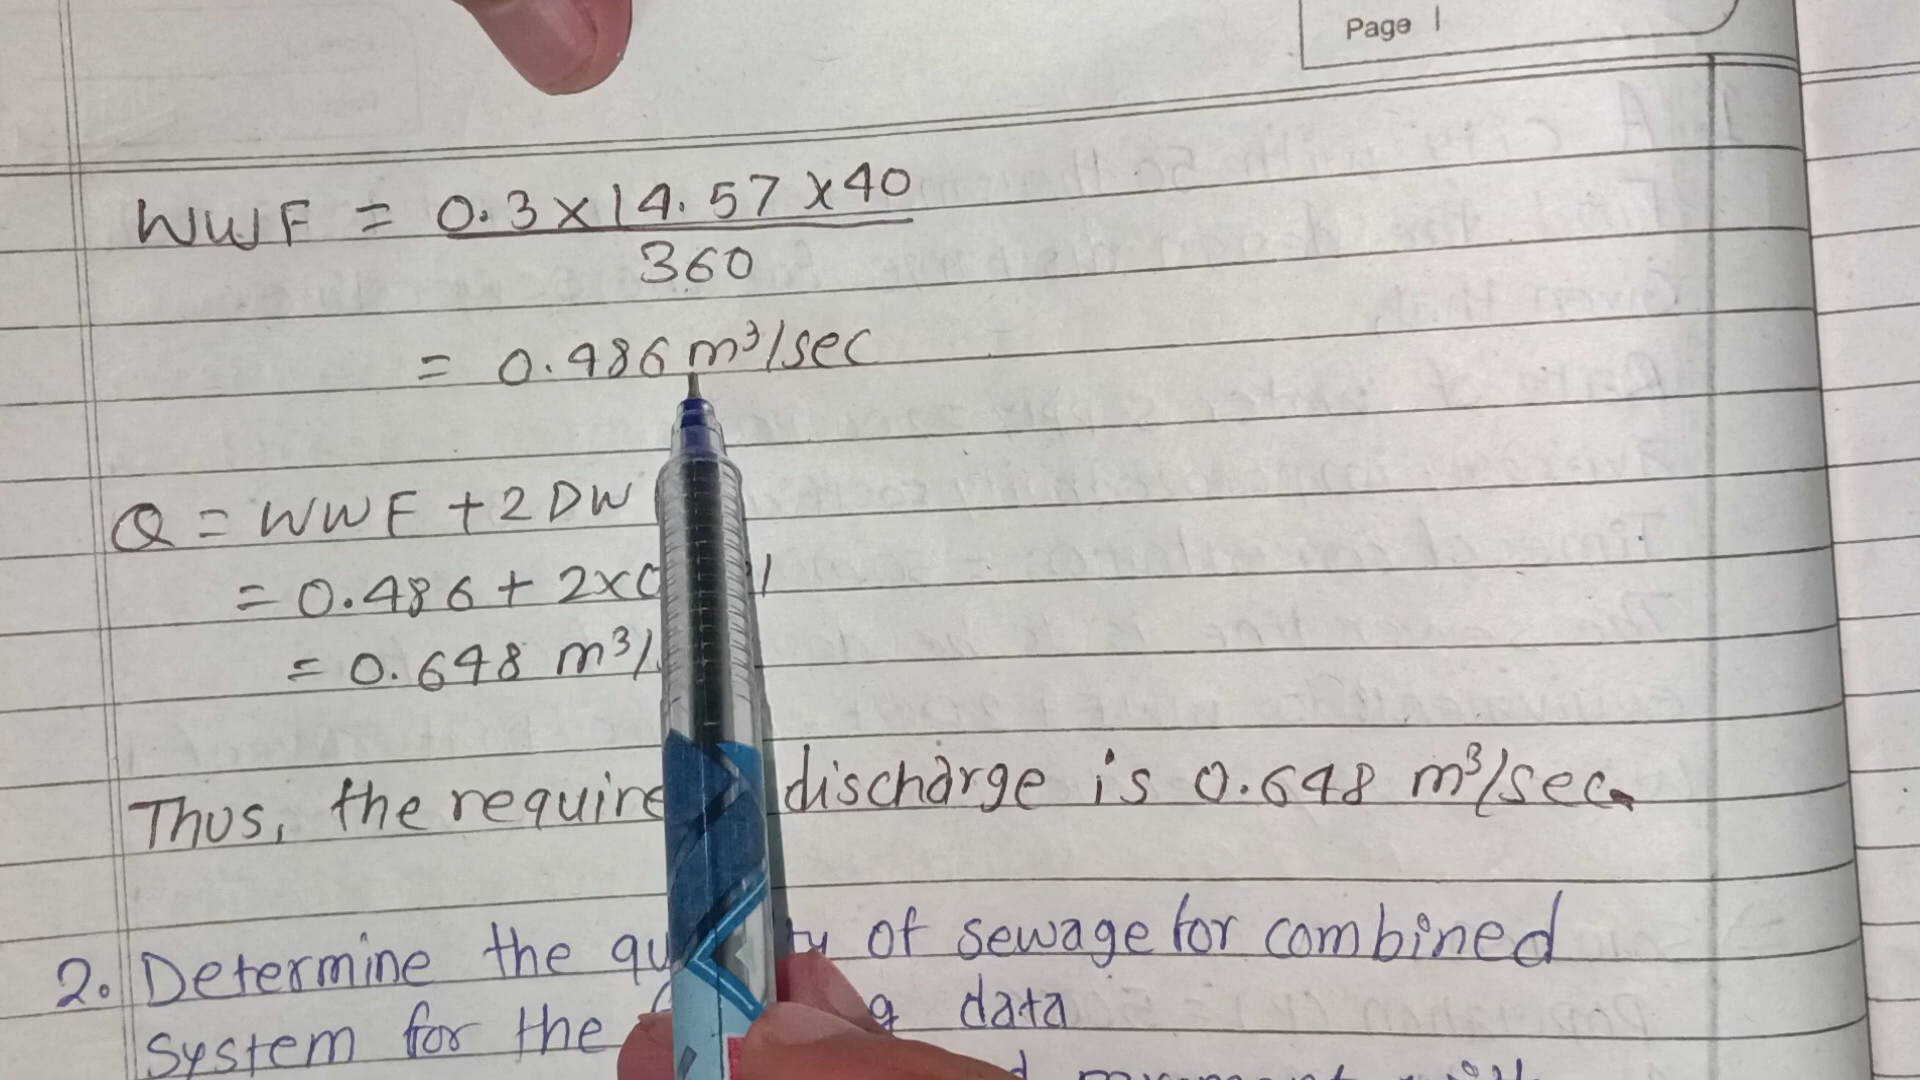 Page 1
WWF = 0.3 x 14.57 x 40
360
= 0.486 m³/sec
Q = WWF + 2 DW
= 0.486 + 2x
= 0.648 m³/
Thus, the require discharge is 0.648 m³/sec.
2. Determine the of sewage for combined
system for the data